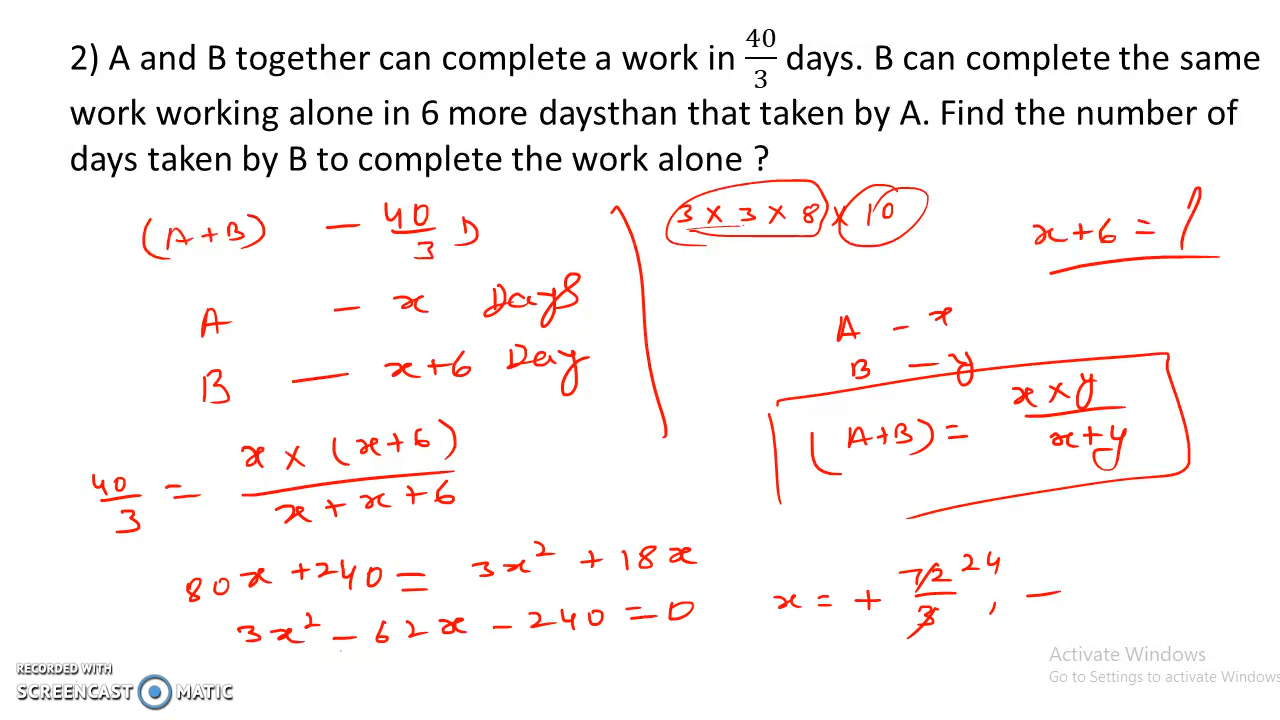 2) A and B together can complete a work in 40/3 days. B can complete the same
work working alone in 6 more daysthan that taken by A. Find the number of
days taken by B to complete the work alone ?
(A+B) — 40/3 D
A — x Days
B — x+6 Day
40/3 = x × (x+6) / x + x + 6
80x + 240 = 3x² + 18x
3x² – 62x – 240 = 0
3 × 3 × 8 × 10
x+6 = ?
A – x
B – y
(A+B) = x × y / x+y
x = + 72/3 24 , –
RECORDED WITH
SCREENCAST MATIC
Activate Windows
Go to Settings to activate Windows